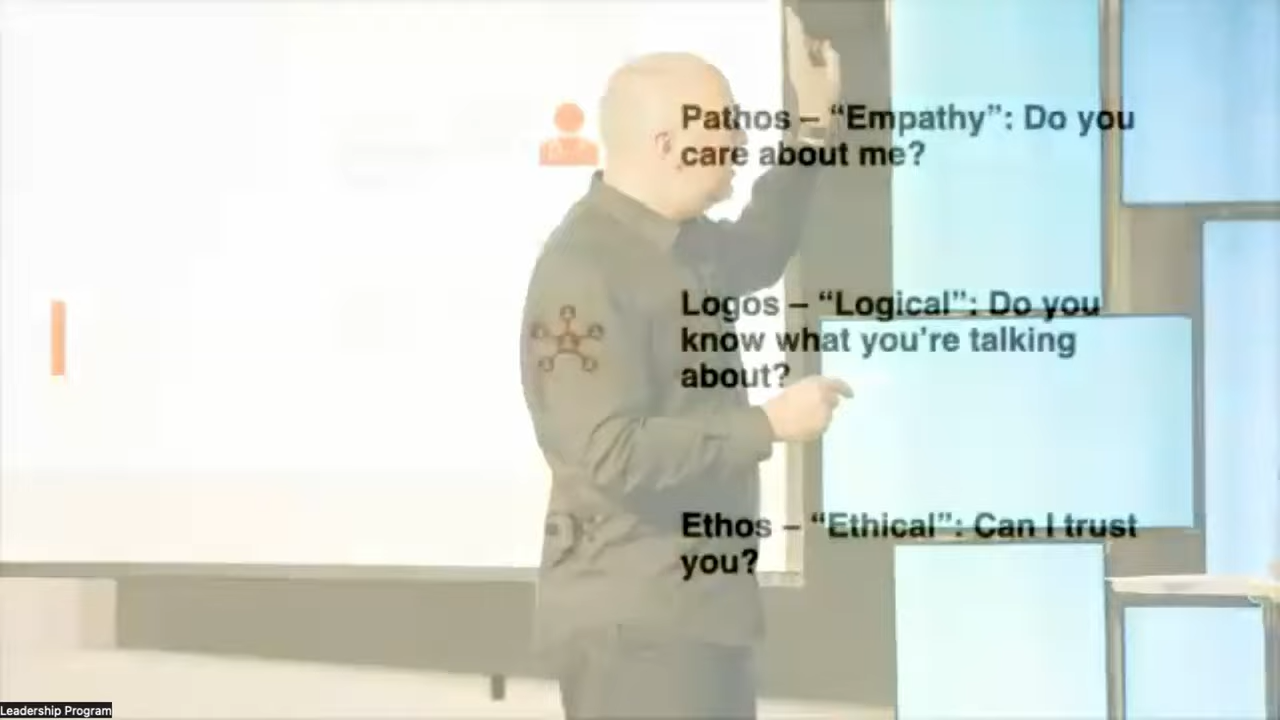 Pathos – “Empathy”: Do you
care about me?
Logos – “Logical”: Do you
know what you’re talking
about?
Ethos – “Ethical”: Can I trust
you?
Leadership Program